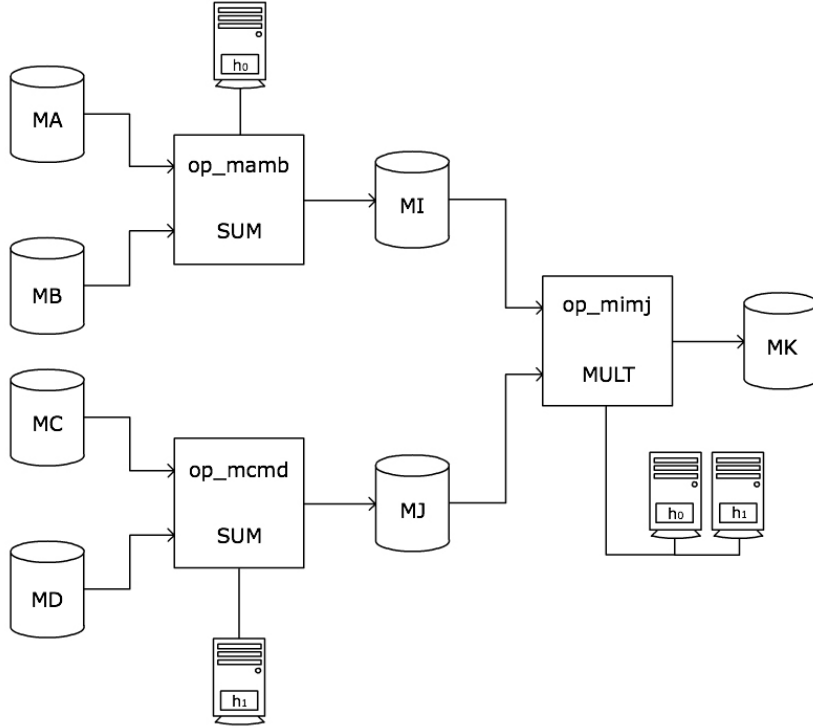 h₀
MA
op_mamb
SUM
MB
MI
op_mimj
MULT
MK
MC
op_mcmd
SUM
MJ
MD
h₀
h₁
h₁